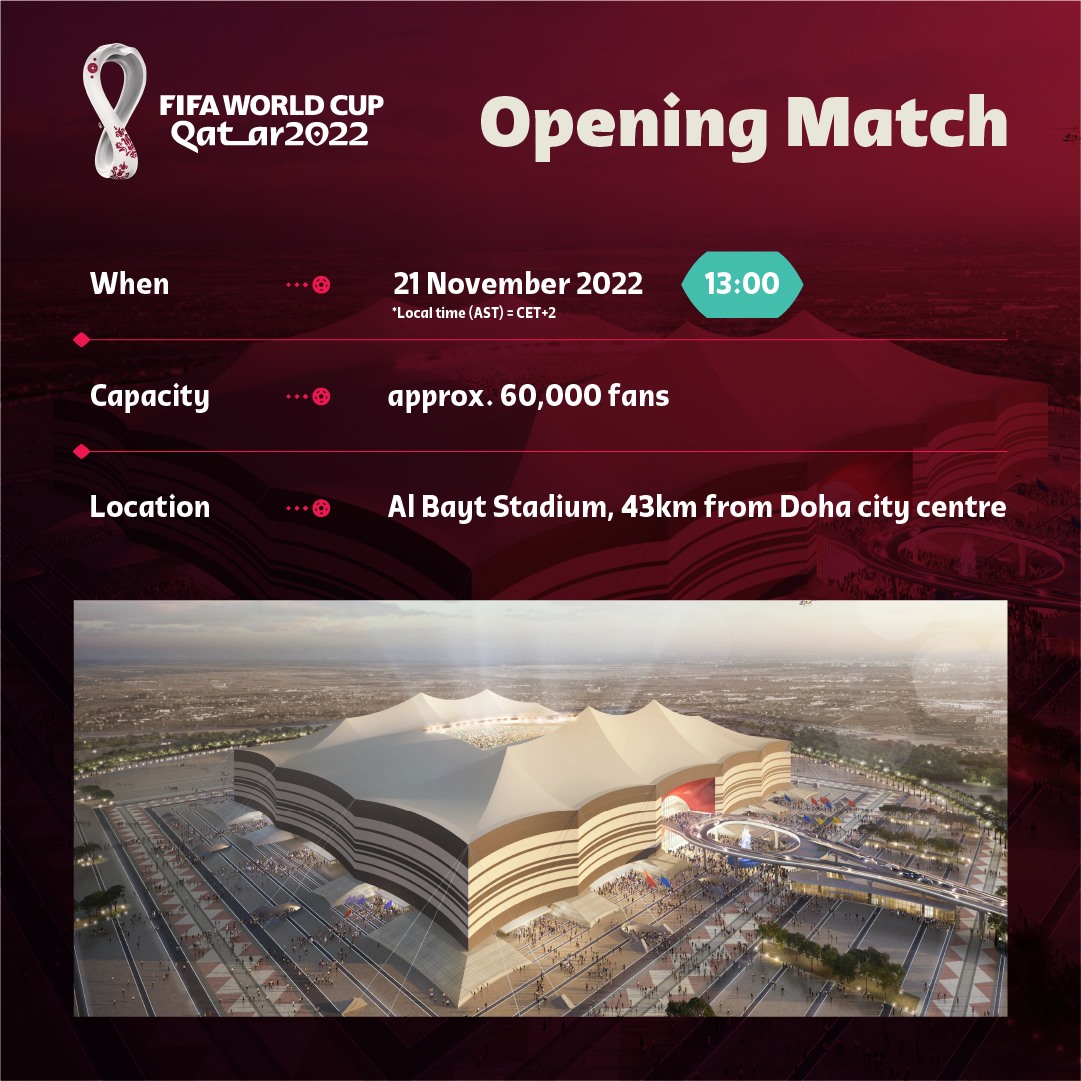 FIFA WORLD CUP
Qatar2022
Opening Match
When
21 November 2022
13:00
*Local time (AST) = CET+2
Capacity
approx. 60,000 fans
Location
Al Bayt Stadium, 43km from Doha city centre